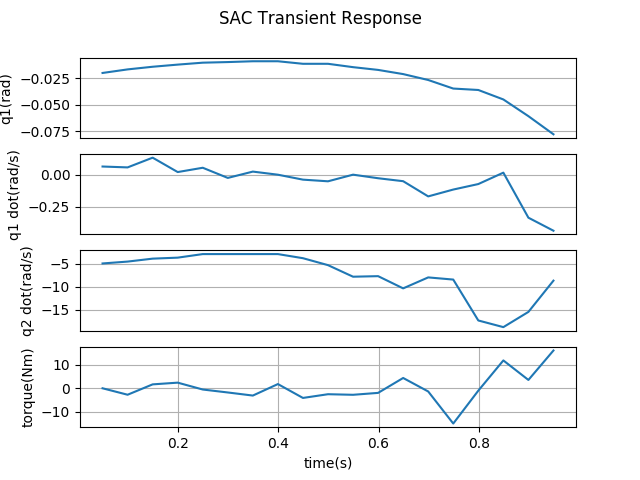 SAC Transient Response
q1(rad)
−0.025
−0.050
−0.075
q1 dot(rad/s)
0.00
−0.25
q2 dot(rad/s)
−5
−10
−15
torque(Nm)
10
0
−10
0.2 0.4 0.6 0.8
time(s)